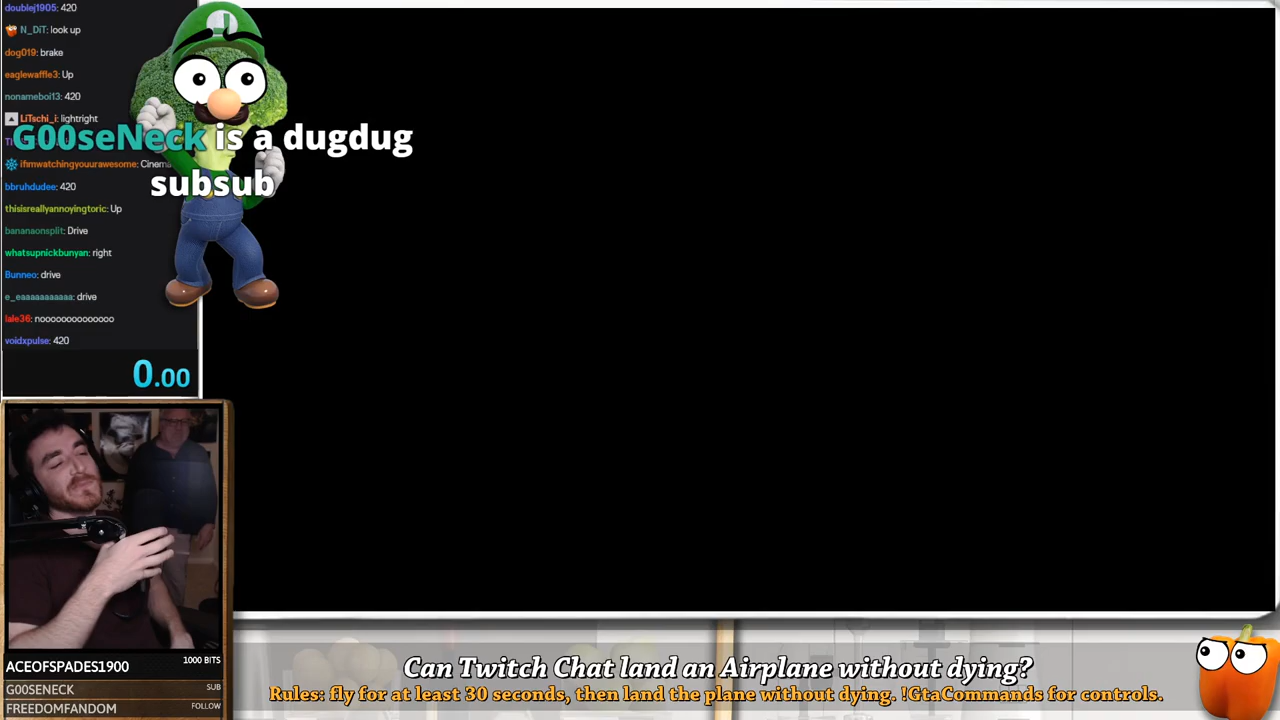 doublej1905: 420
N_DiT: look up
dog019: brake
eaglewaffle3: Up
nonameboi13: 420
LiTschi_i: lightright
G00seNeck is a dugdug
subsub
ifimwatchingyouurawesome: Cinema
bbruhdudee: 420
thisisreallyannoyingtoric: Up
bananaonsplit: Drive
whatsupnickbunyan: right
Bunneo: drive
e_eaaaaaaaaaa: drive
lale36: nooooooooooooo
voidxpulse: 420
0.00
ACEOFSPADES1900 1000 BITS
G00SENECK SUB
FREEDOMFANDOM FOLLOW
Can Twitch Chat land an Airplane without dying?
Rules: fly for at least 30 seconds, then land the plane without dying. !GtaCommands for controls.